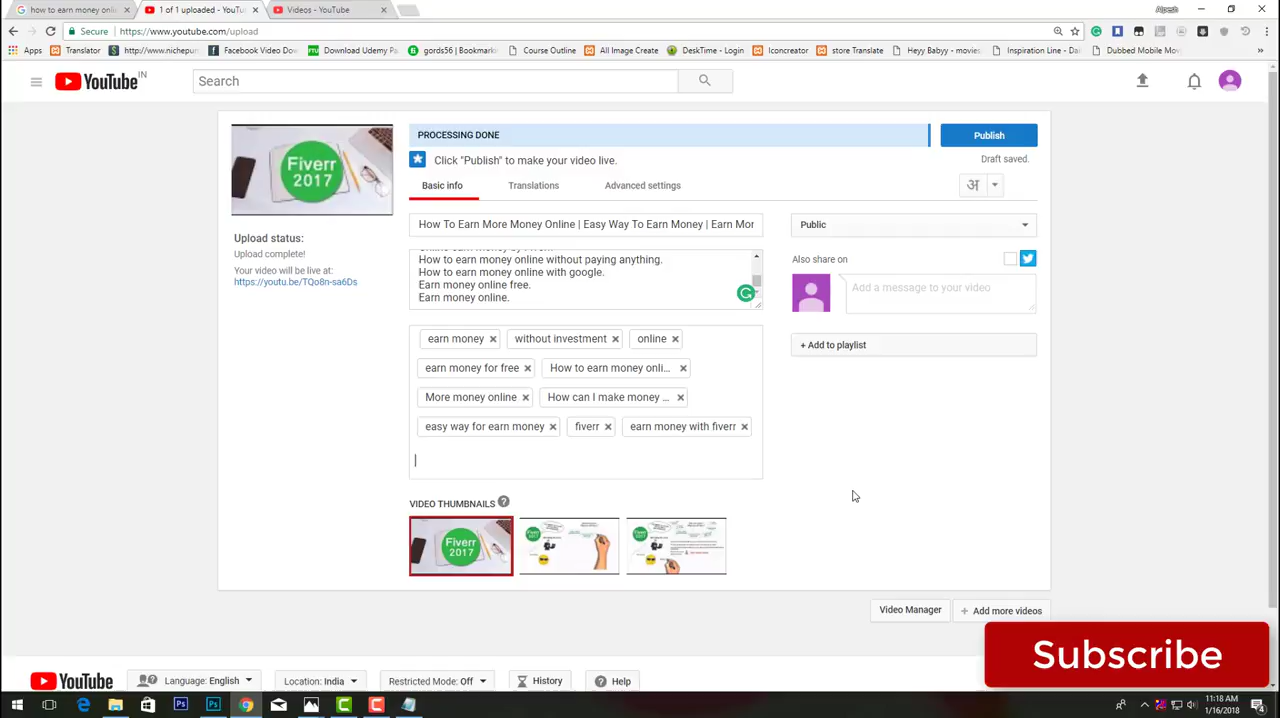 how to earn money onli
1 of 1 uploaded - YouTu
Videos - YouTube
Alpesh
Secure
https://www.youtube.com/upload
Apps
Translator
http://www.nichepu
Facebook Video Dow
Download Udemy Pa
gords50 | Bookmark
Course Outline
All Image Create
DeskTime - Login
Iconcreator
store Translate
Heyy Babyy - movies
Inspiration Line - Da
Dubbed Mobile Mov
YouTube IN
Search
Fiverr
2017
PROCESSING DONE
Publish
Click "Publish" to make your video live.
Draft saved.
Basic info
Translations
Advanced settings
अ
Upload status:
Upload complete!
Your video will be live at:
https://youtu.be/TQo8n-sa6Ds
How To Earn More Money Online | Easy Way To Earn Money | Earn Mor
Public
How to earn money online without paying anything.
How to earn money online with google.
Earn money online free.
Earn money online.
Also share on
Add a message to your video
+ Add to playlist
earn money
without investment
online
earn money for free
How to earn money onli...
More money online
How can I make money ...
easy way for earn money
fiverr
earn money with fiverr
VIDEO THUMBNAILS
Fiverr
2017
Video Manager
+ Add more videos
Subscribe
YouTube
Language: English
Location: India
Restricted Mode: Off
History
Help
11:18 AM
1/16/2018